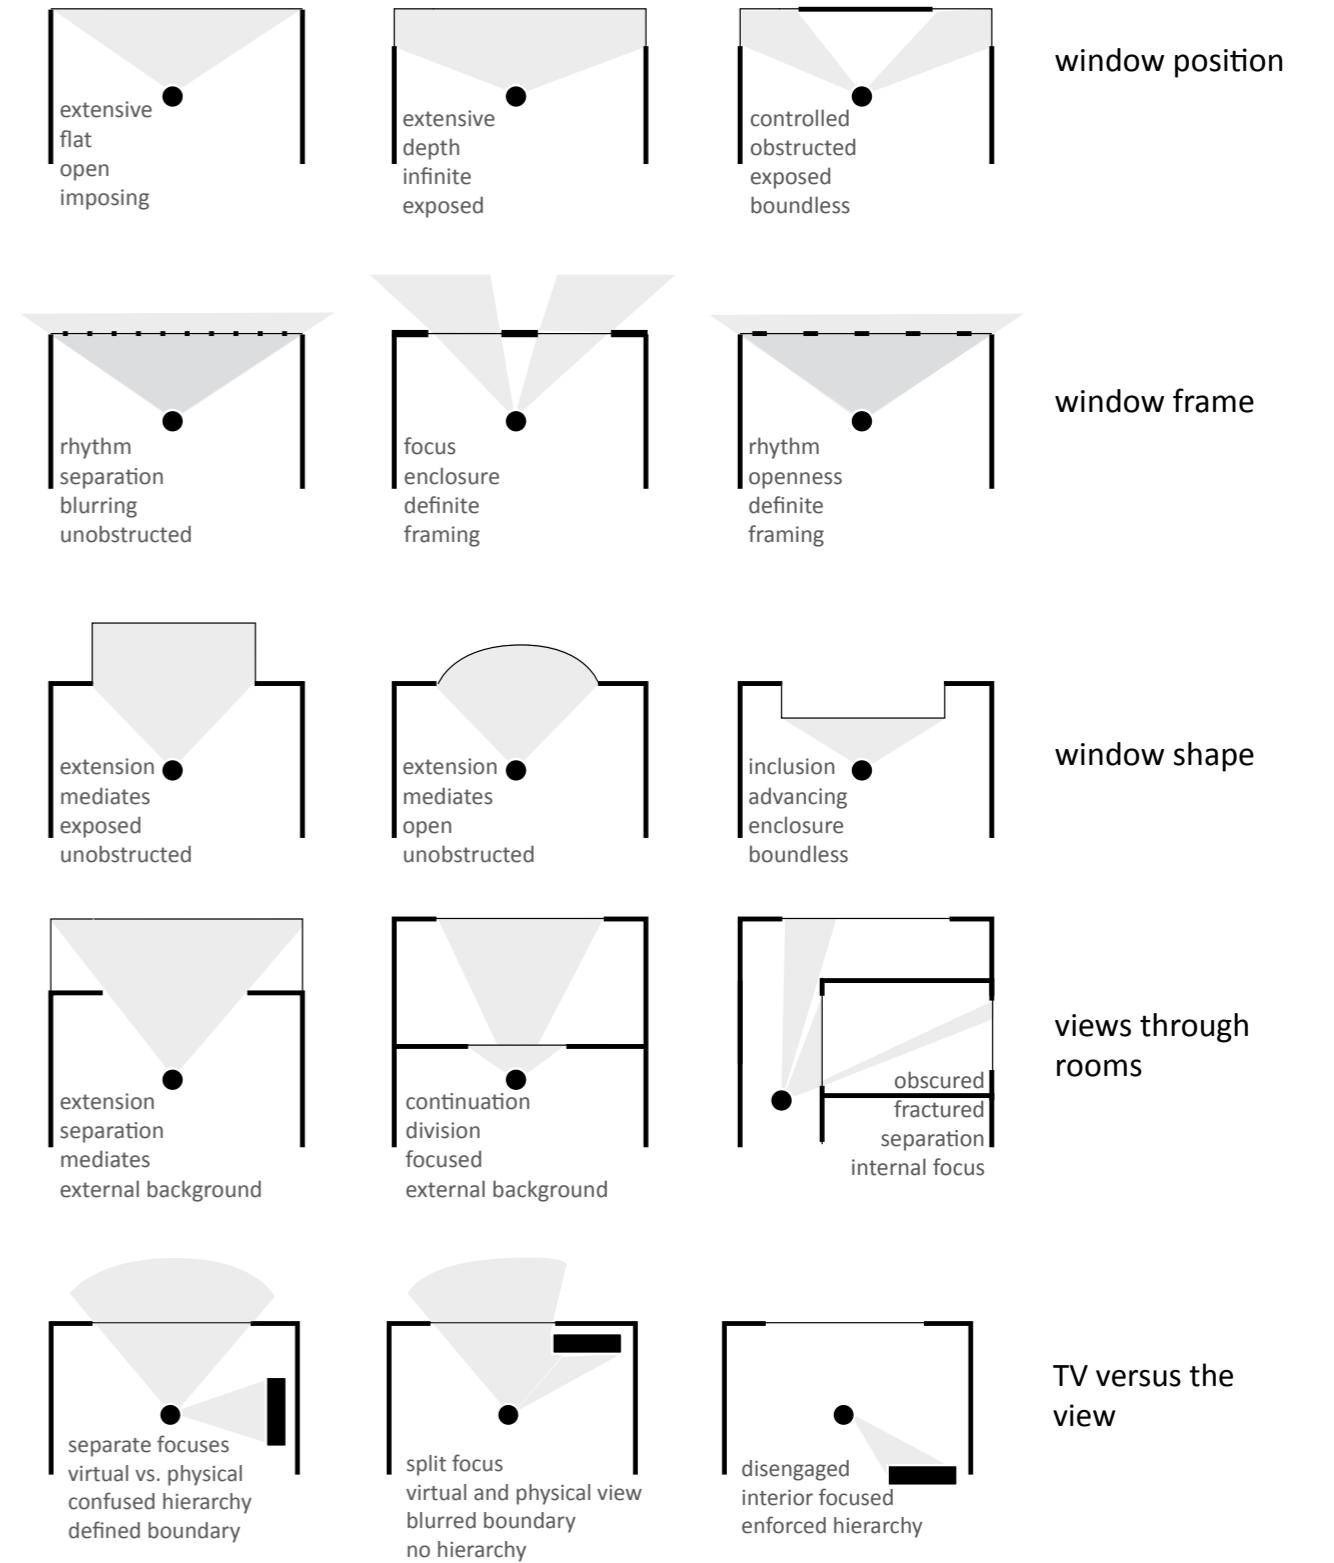 extensive
flat
open
imposing
extensive
depth
infinite
exposed
controlled
obstructed
exposed
boundless
window position
rhythm
separation
blurring
unobstructed
focus
enclosure
definite
framing
rhythm
openness
definite
framing
window frame
extension
mediates
exposed
unobstructed
extension
mediates
open
unobstructed
inclusion
advancing
enclosure
boundless
window shape
extension
separation
mediates
external background
continuation
division
focused
external background
obscured
fractured
separation
internal focus
views through
rooms
separate focuses
virtual vs. physical
confused hierarchy
defined boundary
split focus
virtual and physical view
blurred boundary
no hierarchy
disengaged
interior focused
enforced hierarchy
TV versus the
view